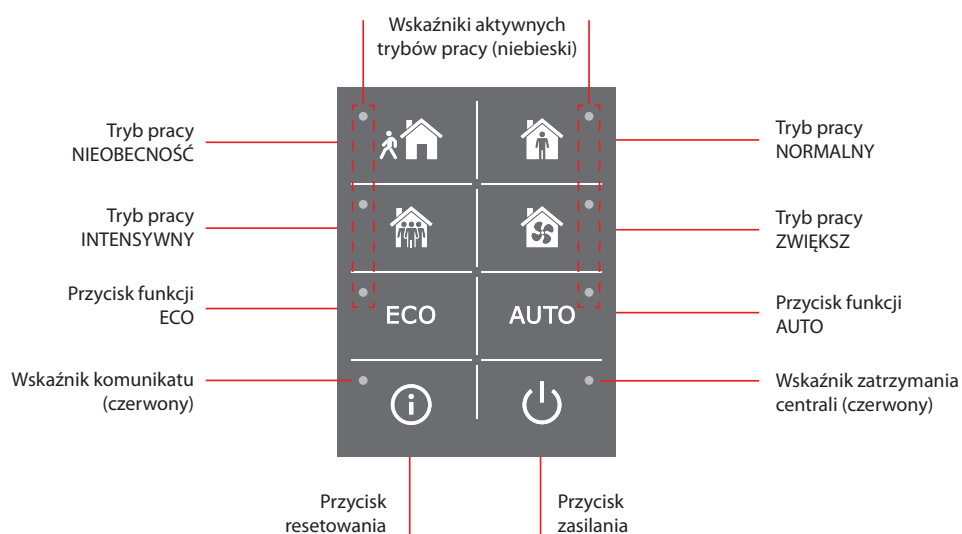 Wskaźniki aktywnych
trybów pracy (niebieski)
Tryb pracy
NIEOBECNOŚĆ
Tryb pracy
NORMALNY
Tryb pracy
INTENSYWNY
Tryb pracy
ZWIĘKSZ
Przycisk funkcji
ECO
ECO
AUTO
Przycisk funkcji
AUTO
Wskaźnik komunikatu
(czerwony)
Wskaźnik zatrzymania
centrali (czerwony)
Przycisk
resetowania
Przycisk
zasilania